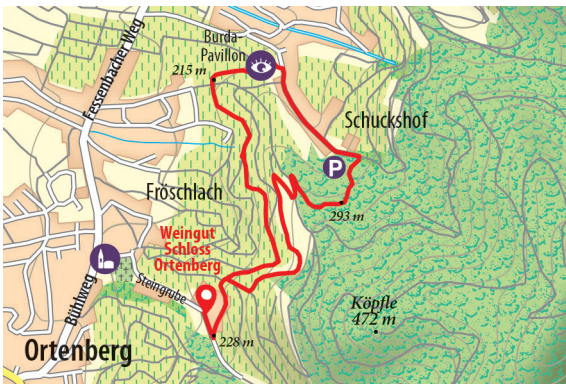 Burda
Pavillon
215 m
Fessenbacher Weg
Schuckshof
P
Fröschlach
293 m
Weingut
Schloss
Ortenberg
Steingrube
Bühlweg
Köpfle
472 m
228 m
Ortenberg